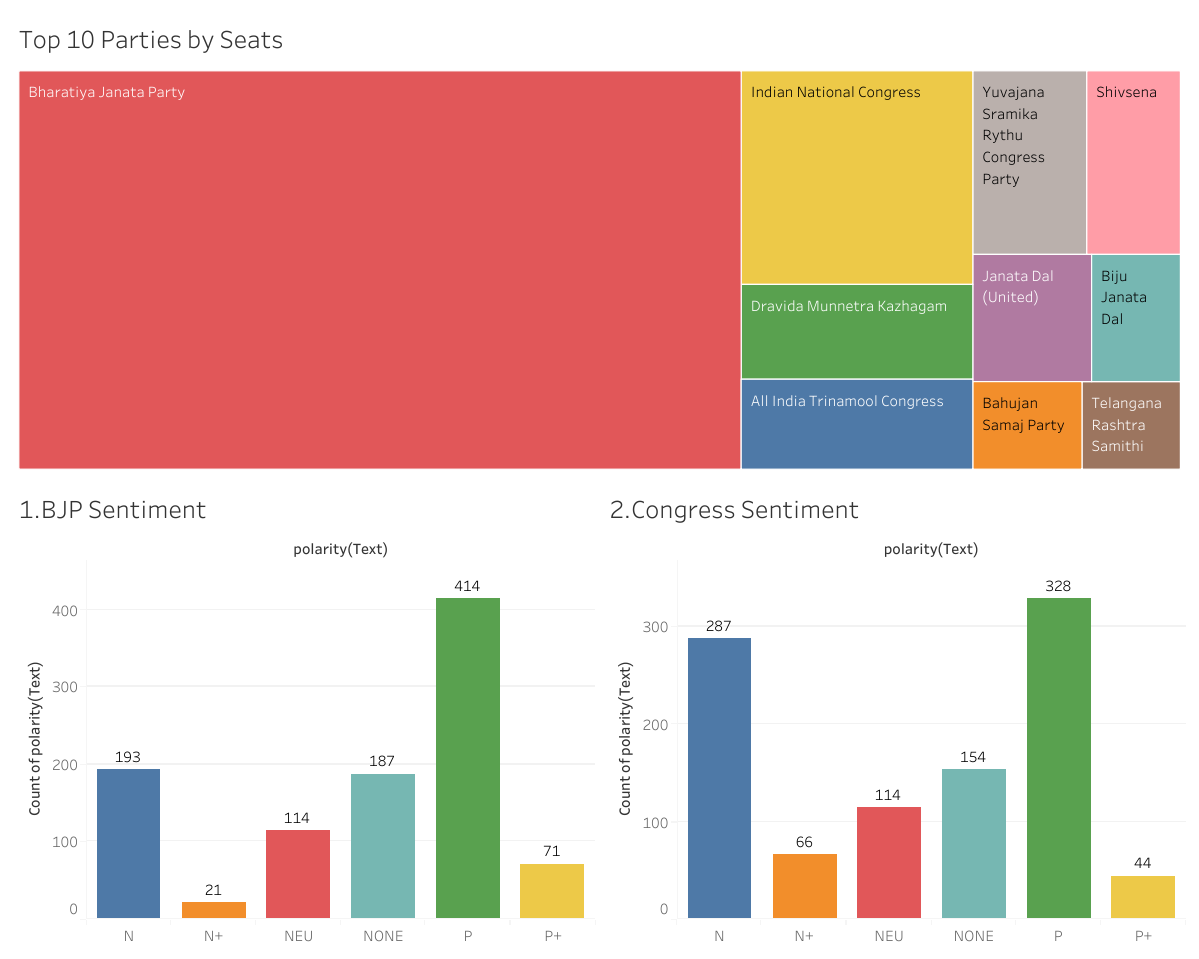 Top 10 Parties by Seats
Bharatiya Janata Party
Indian National Congress
Dravida Munnetra Kazhagam
All India Trinamool Congress
Yuvajana
Sramika
Rythu
Congress
Party
Shivsena
Janata Dal
(United)
Biju
Janata
Dal
Bahujan
Samaj Party
Telangana
Rashtra
Samithi
1.BJP Sentiment
polarity(Text)
Count of polarity(Text)
400
300
200
100
0
193
21
114
187
414
71
N
N+
NEU
NONE
P
P+
2.Congress Sentiment
polarity(Text)
Count of polarity(Text)
300
200
100
0
287
66
114
154
328
44
N
N+
NEU
NONE
P
P+